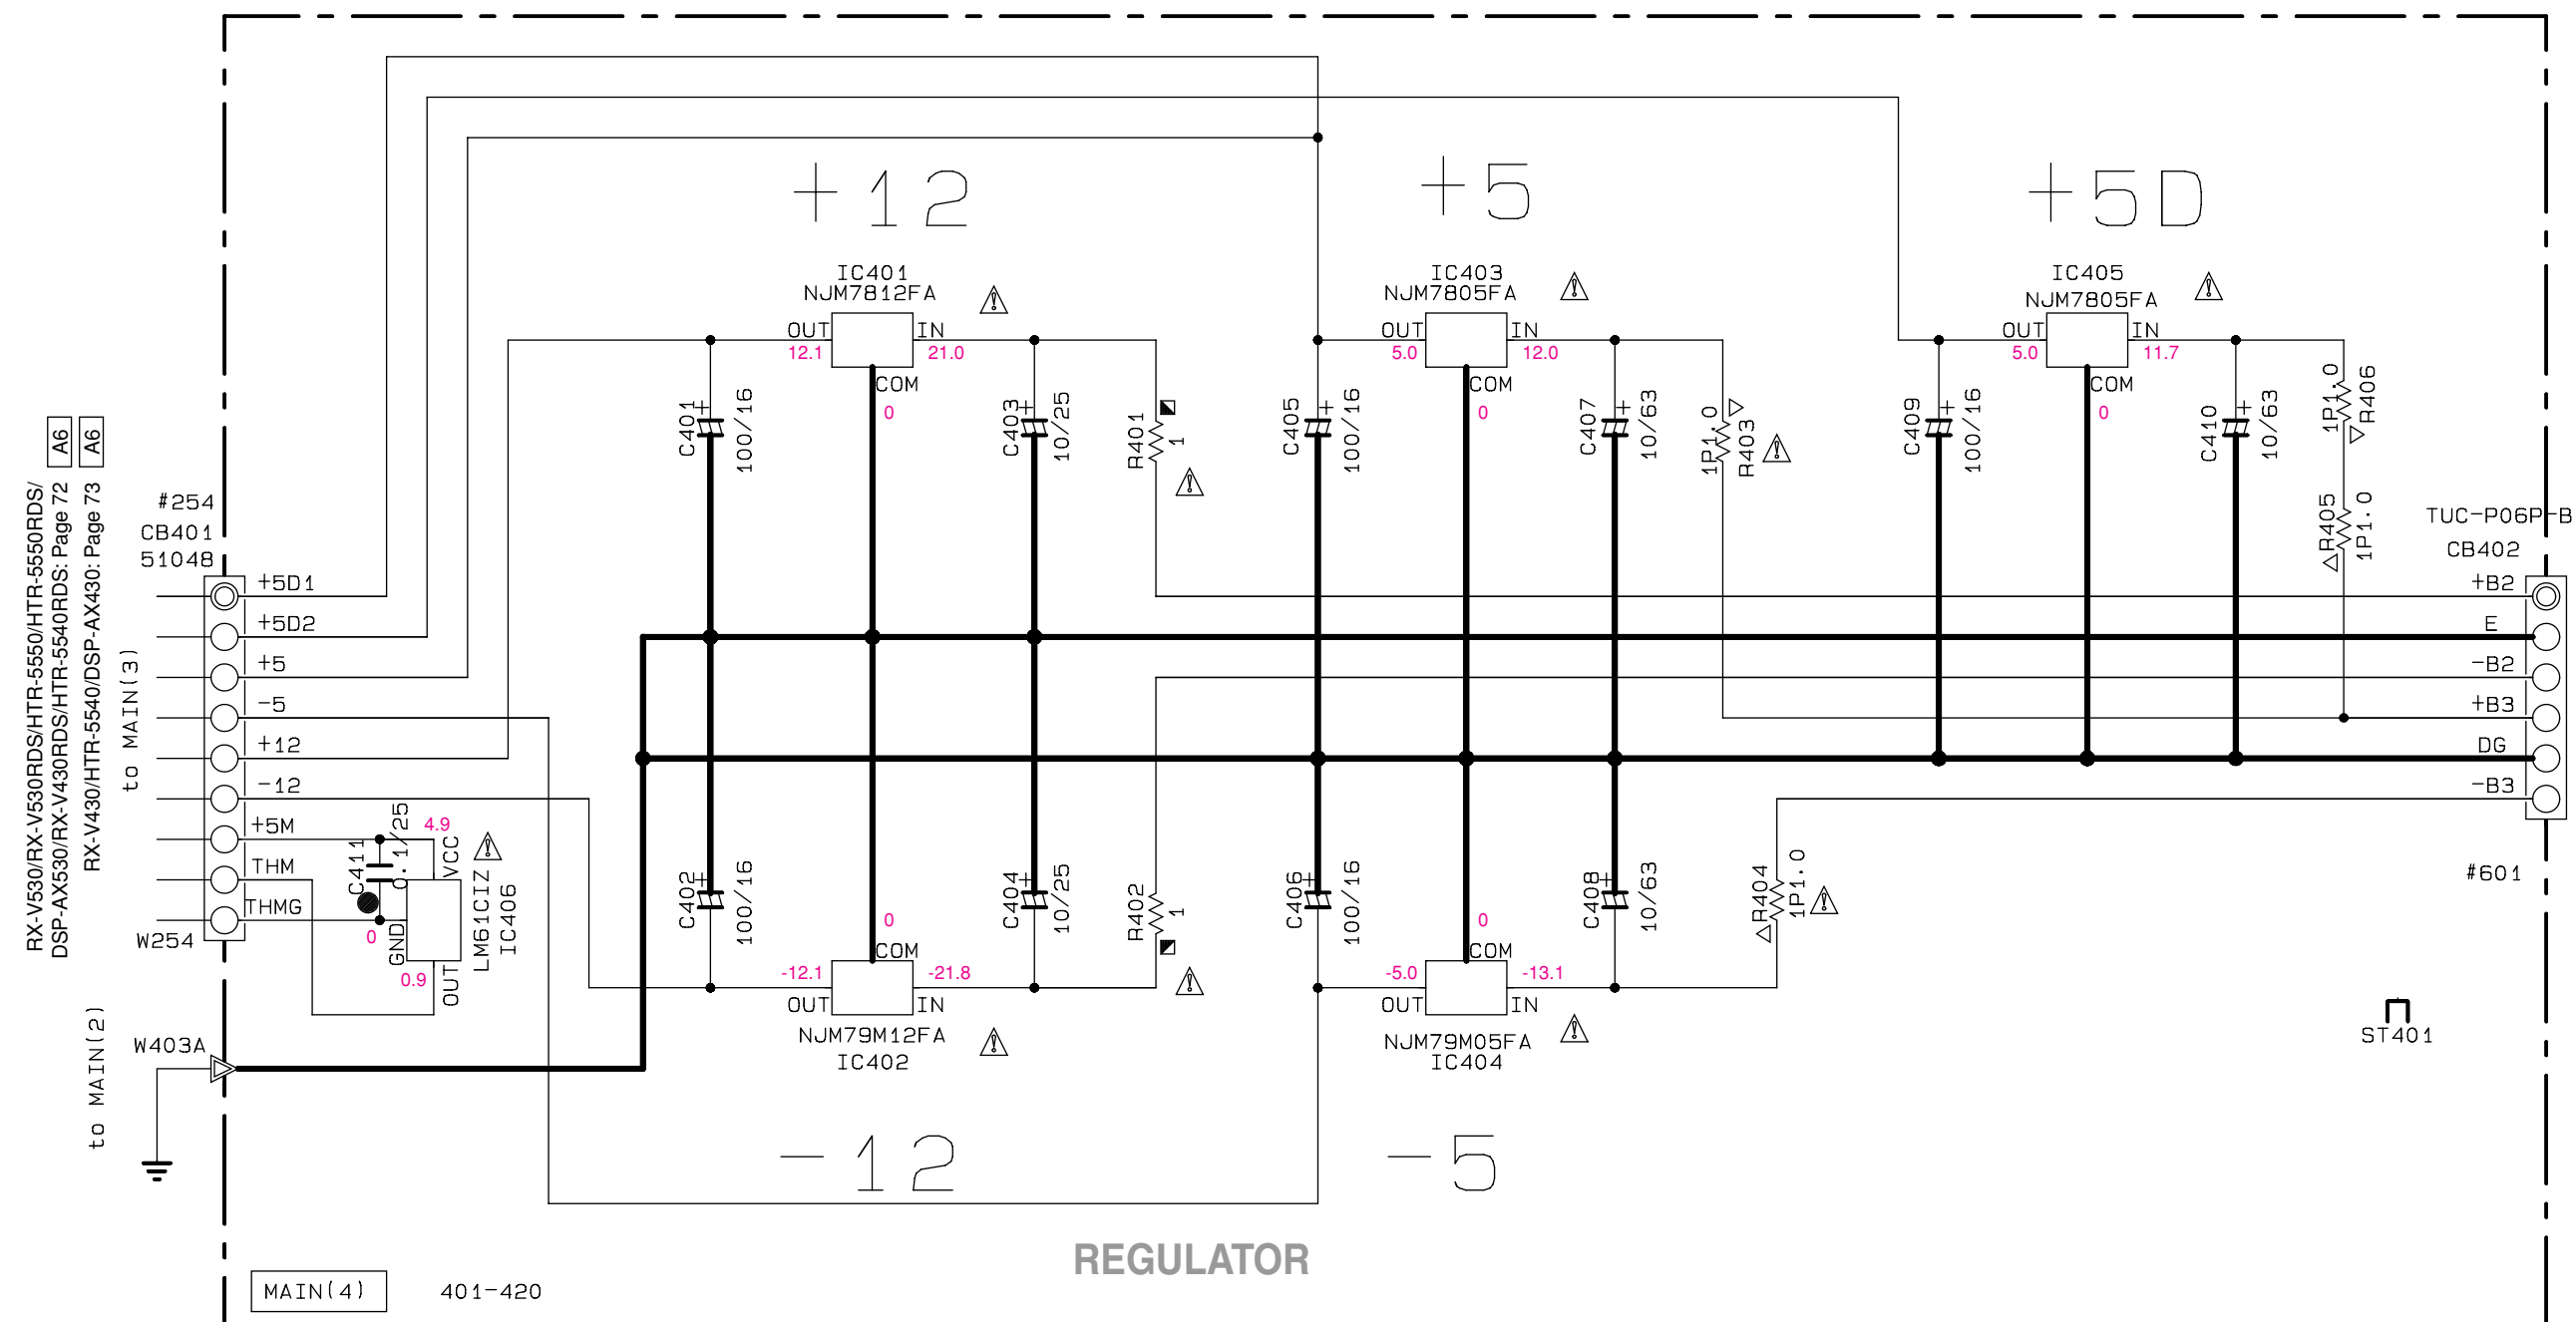 +12
+5
+5D
IC401
NJM7812FA
OUT
IN
12.1
21.0
COM
0
IC403
NJM7805FA
OUT
IN
5.0
12.0
COM
0
IC405
NJM7805FA
OUT
IN
5.0
11.7
COM
0
C401
+
100/16
C403
+
10/25
R401
1
C405
+
100/16
C407
+
10/63
1P1.0
R403
C409
+
100/16
C410
+
10/63
1P1.0
R406
R405
1P1.0
RX-V530/RX-V530RDS/HTR-5550/HTR-5550RDS/
DSP-AX530/RX-V430RDS/HTR-5540RDS: Page 72 A6
RX-V430/HTR-5540/DSP-AX430: Page 73 A6
to MAIN(3)
#254
CB401
51048
+5D1
+5D2
+5
-5
+12
-12
+5M
THM
THMG
W254
TUC-P06P-B
CB402
+B2
E
-B2
+B3
DG
-B3
#601
C411
0.1/25
4.9
VCC
0
GND
0.9
OUT
LM61CIZ
IC406
C402
+
100/16
C404
+
10/25
R402
1
C406
+
100/16
C408
+
10/63
R404
1P1.0
0
COM
-12.1
-21.8
OUT
IN
NJM79M12FA
IC402
0
COM
-5.0
-13.1
OUT
IN
NJM79M05FA
IC404
to MAIN(2)
W403A
ST401
-12
-5
REGULATOR
MAIN(4)
401-420